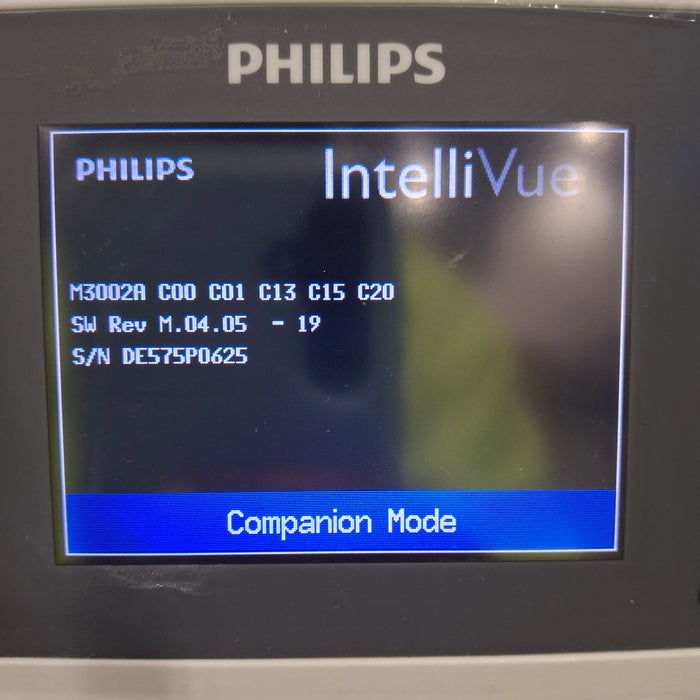 PHILIPS
PHILIPS
IntelliVue
M3002A C00 C01 C13 C15 C20
SW Rev M.04.05 - 19
S/N DE575P0625
Companion Mode